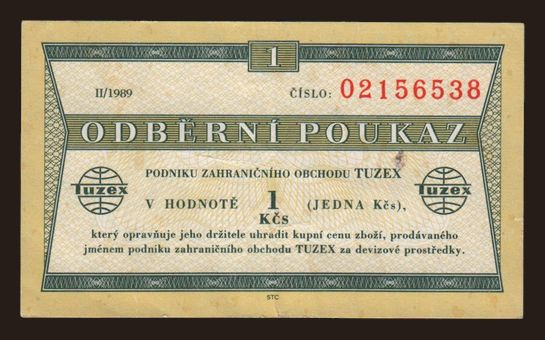 1
II/1989 ČÍSLO: 02156538
ODBĚRNÍ POUKAZ
PODNIKU ZAHRANIČNÍHO OBCHODU TUZEX
Tuzex V HODNOTĚ 1 Kčs (JEDNA Kčs), Tuzex
který opravňuje jeho držitele uhradit kupní cenu zboží, prodávaného
jménem podniku zahraničního obchodu TUZEX za devizové prostředky.
STC